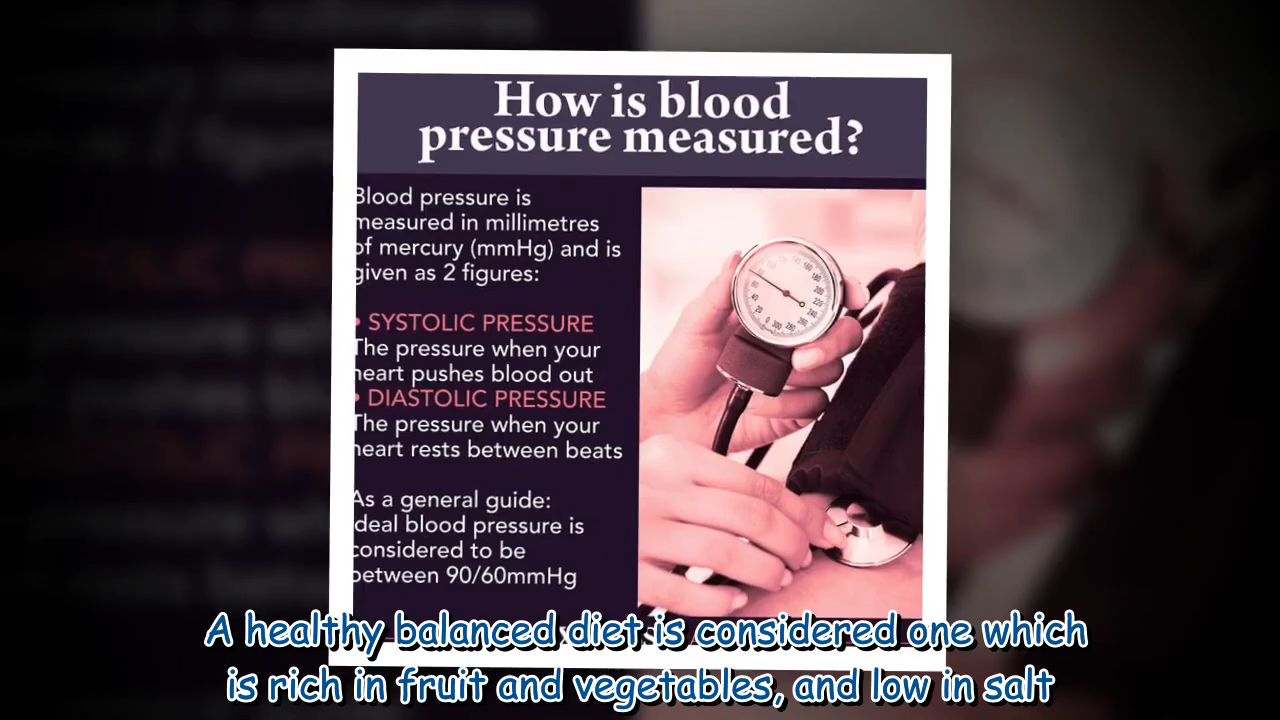 How is blood
pressure measured?
Blood pressure is
measured in millimetres
of mercury (mmHg) and is
given as 2 figures:
• SYSTOLIC PRESSURE
The pressure when your
heart pushes blood out
• DIASTOLIC PRESSURE
The pressure when your
heart rests between beats
As a general guide:
ideal blood pressure is
considered to be
between 90/60mmHg
A healthy balanced diet is considered one which
is rich in fruit and vegetables, and low in salt